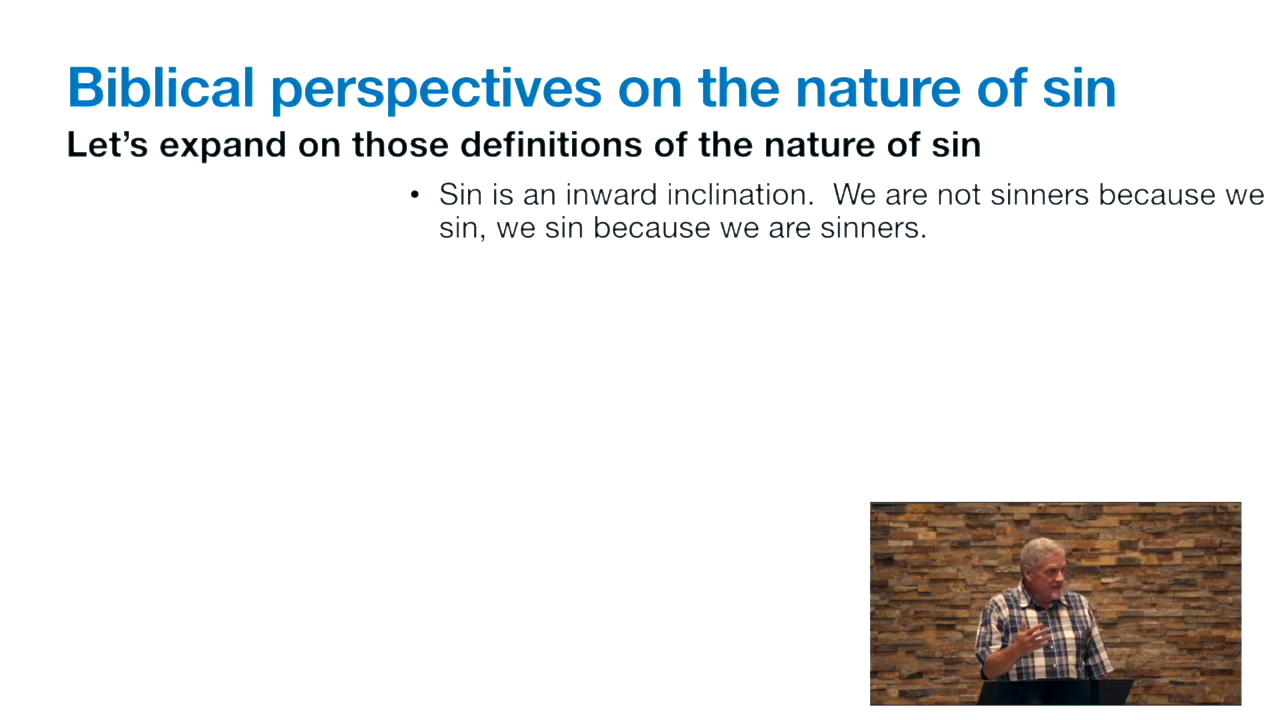 Biblical perspectives on the nature of sin
Let’s expand on those definitions of the nature of sin
• Sin is an inward inclination.  We are not sinners because we
sin, we sin because we are sinners.